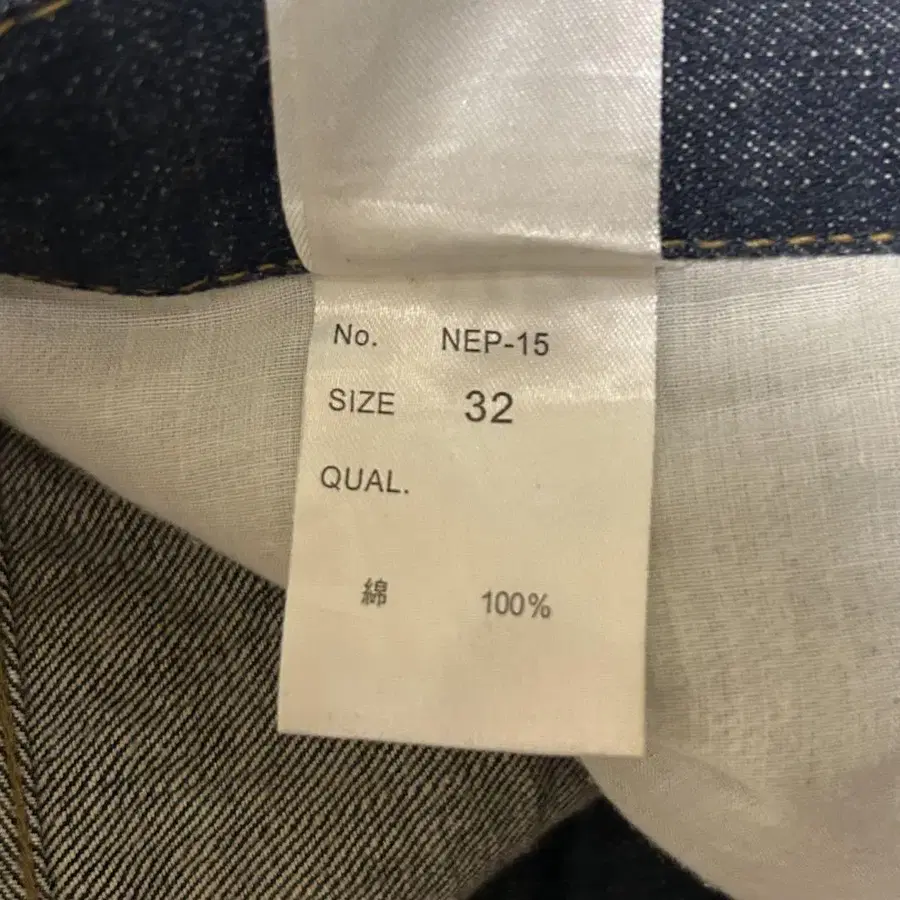 No. NEP-15
SIZE 32
QUAL.
綿 100%